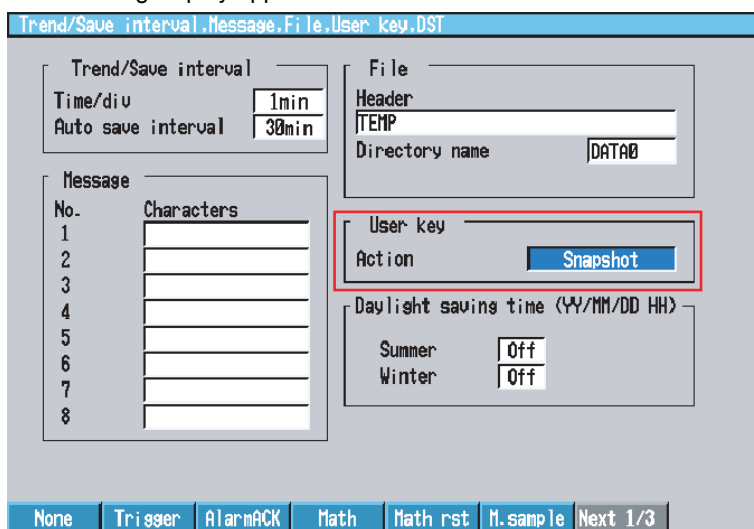 Trend/Save interval,Message,File,User key,DST
Trend/Save interval
Time/div 1min
Auto save interval 30min
File
Header
TEMP
Directory name DATA0
Message
No. Characters
1
2
3
4
5
6
7
8
User key
Action Snapshot
Daylight saving time (YY/MM/DD HH)
Summer Off
Winter Off
None Trigger AlarmACK Math Math rst M.sample Next 1/3